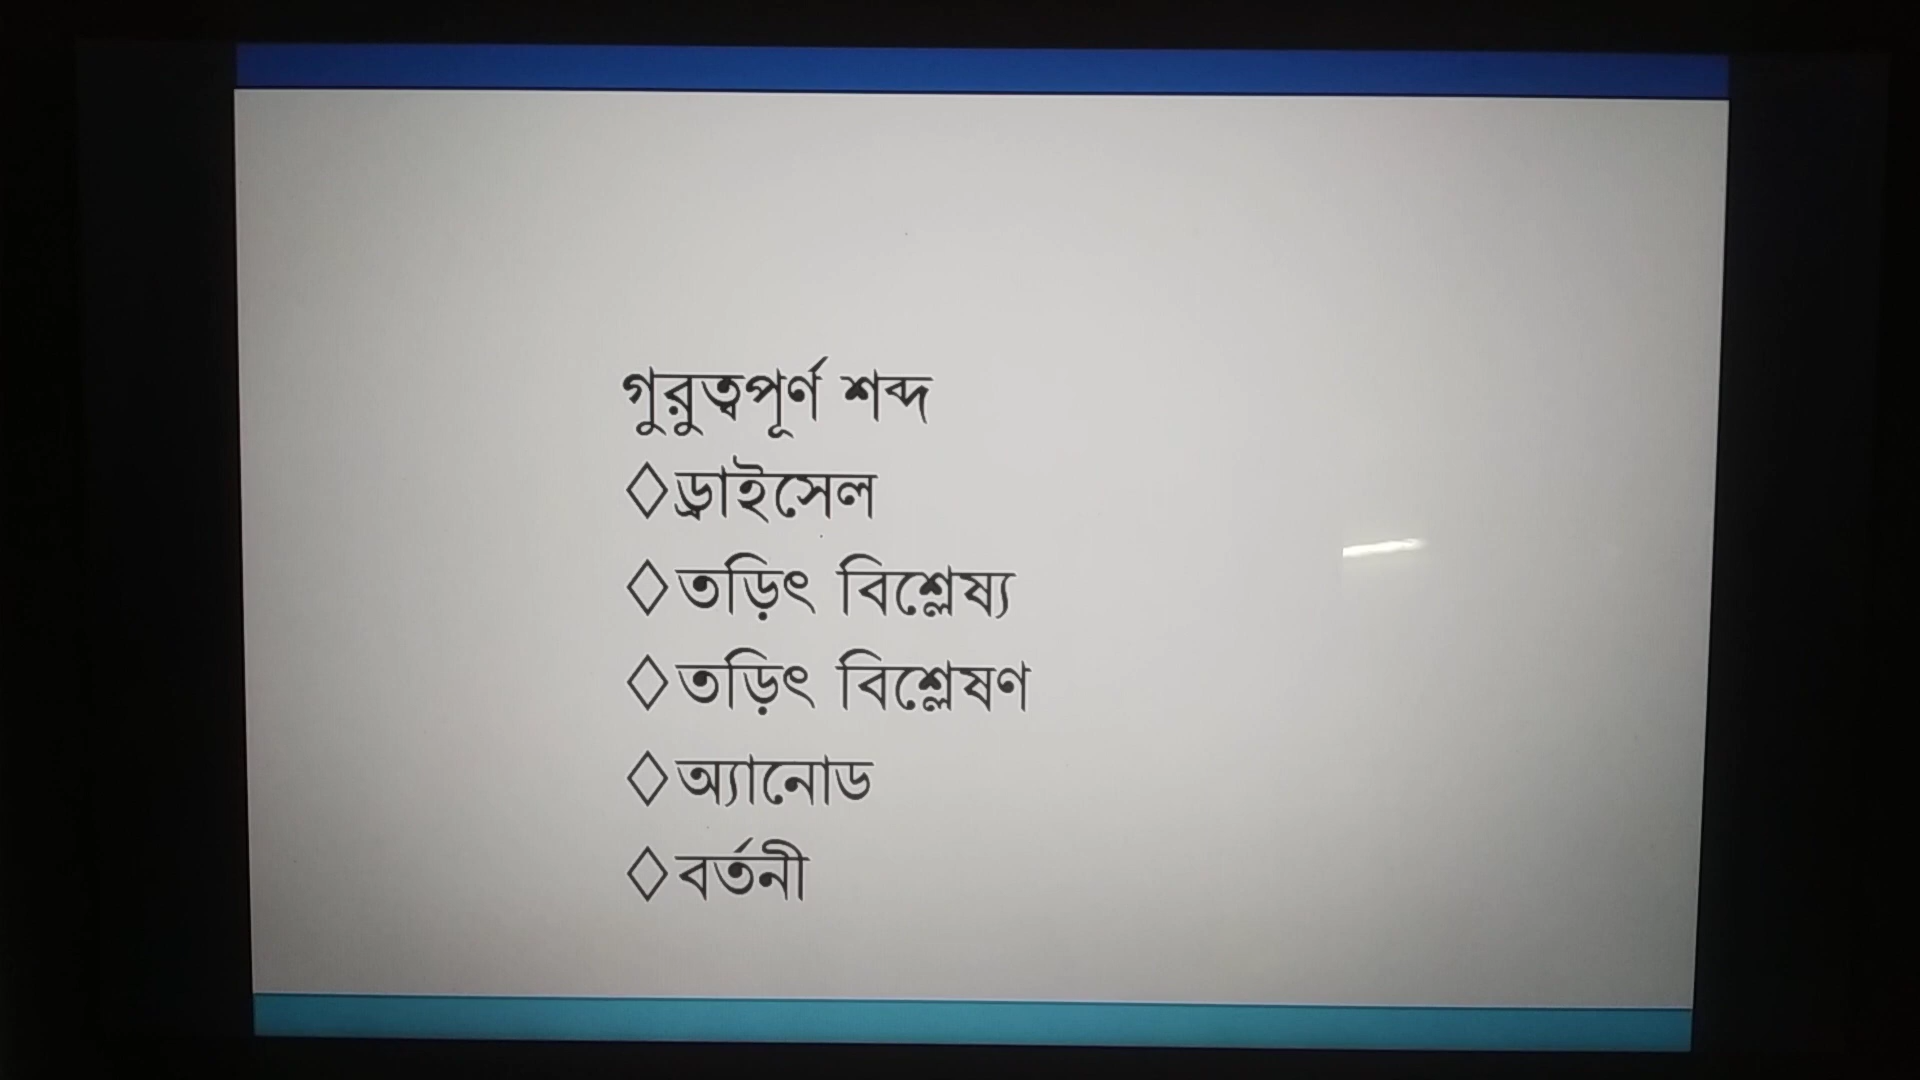 গুরুত্বপূর্ণ শব্দ
◇ড্রাইসেল
◇তড়িৎ বিশ্লেষ্য
◇তড়িৎ বিশ্লেষণ
◇অ্যানোড
◇বর্তনী